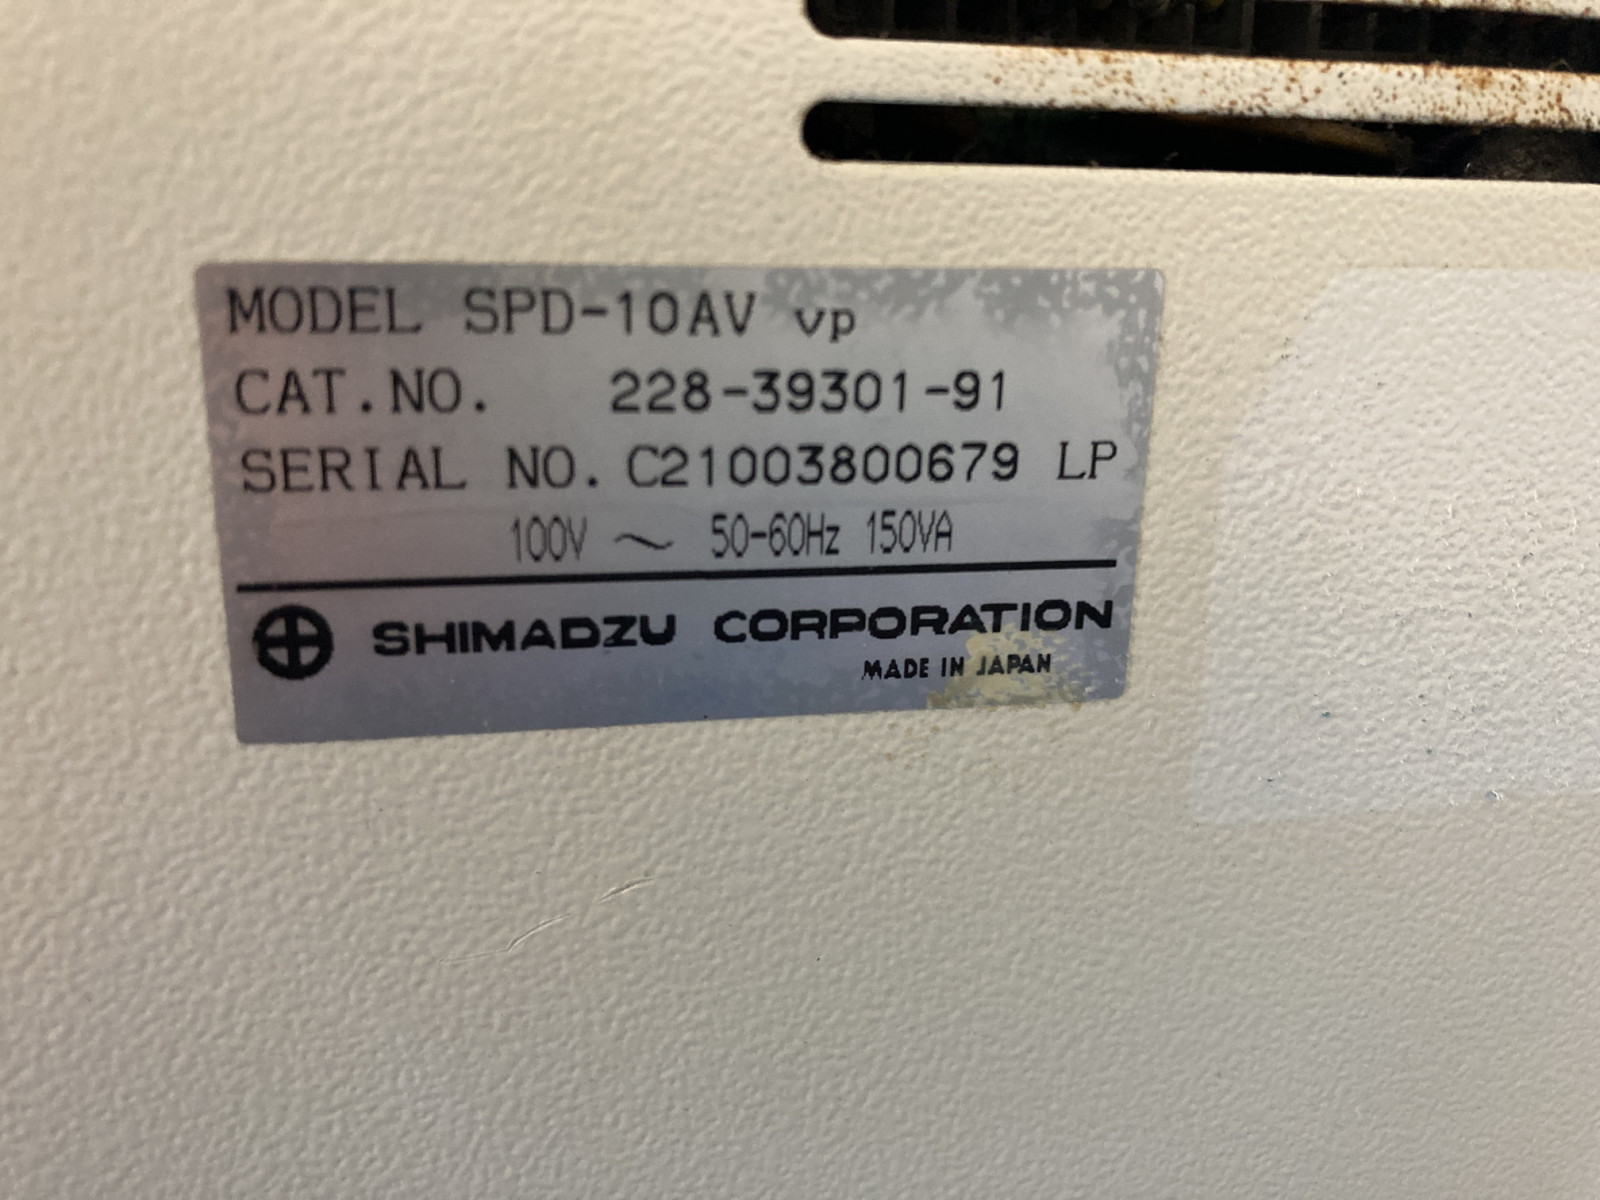 MODEL SPD-10AV vp
CAT.NO. 228-39301-91
SERIAL NO. C21003800679 LP
100V ~ 50-60Hz 150VA
SHIMADZU CORPORATION
MADE IN JAPAN